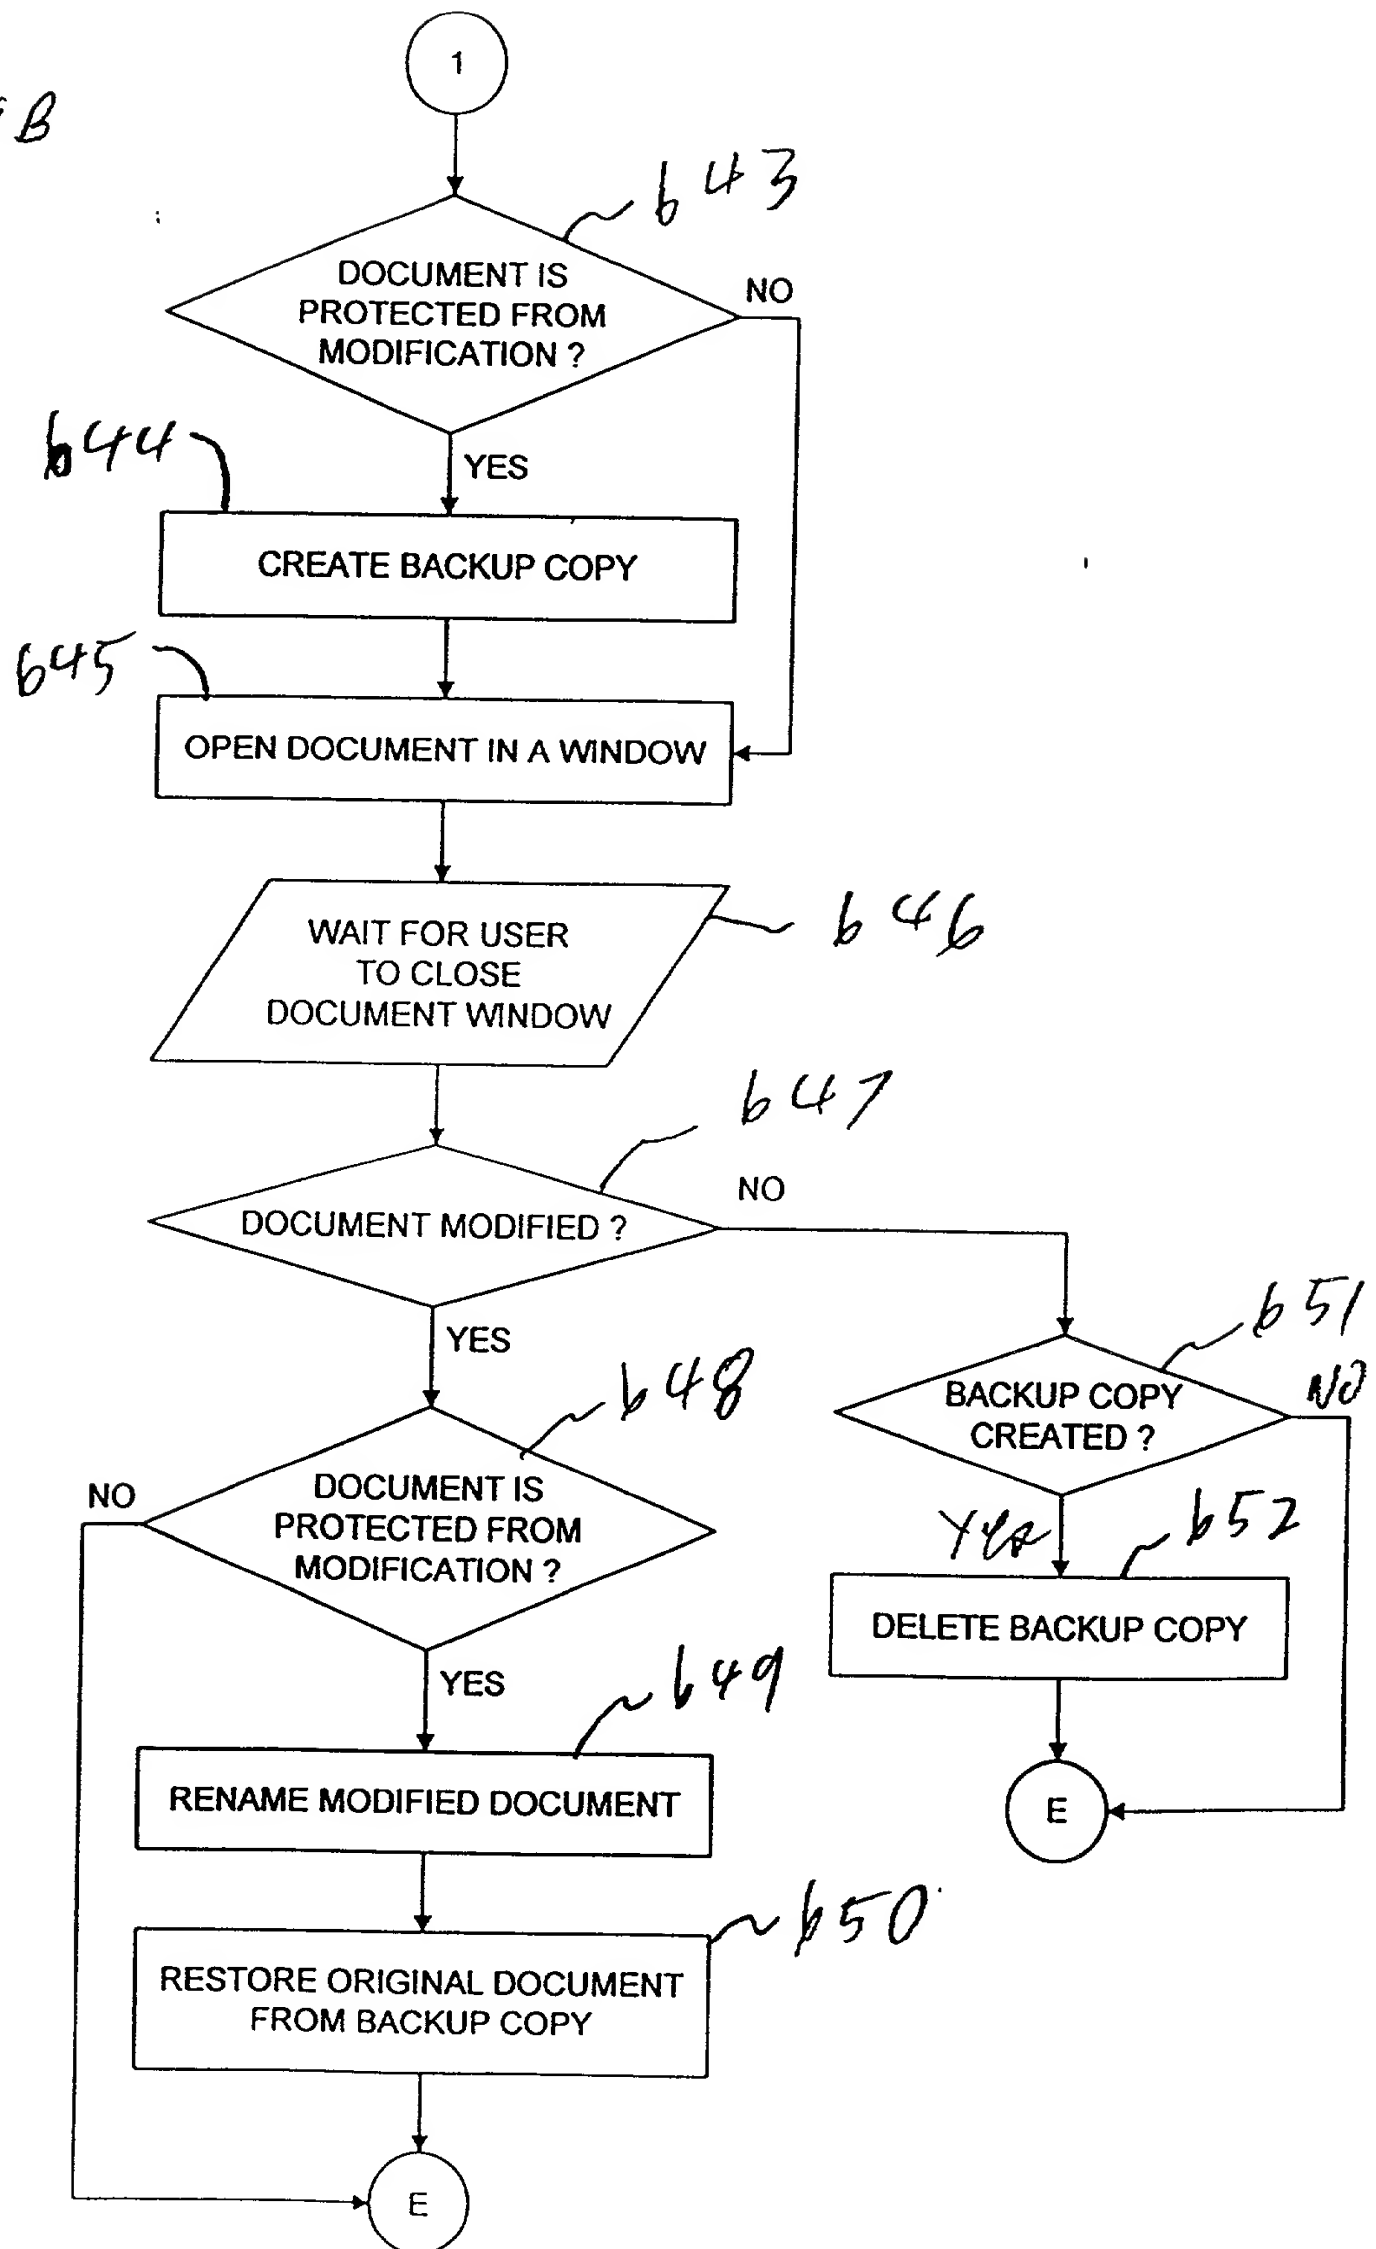 B
1
643
DOCUMENT IS
PROTECTED FROM
MODIFICATION ?
NO
644
YES
CREATE BACKUP COPY
645
OPEN DOCUMENT IN A WINDOW
WAIT FOR USER
TO CLOSE
DOCUMENT WINDOW
646
647
DOCUMENT MODIFIED ?
NO
YES
651
BACKUP COPY
CREATED ?
NO
648
DOCUMENT IS
PROTECTED FROM
MODIFICATION ?
NO
Yes
652
DELETE BACKUP COPY
YES
649
RENAME MODIFIED DOCUMENT
E
650
RESTORE ORIGINAL DOCUMENT
FROM BACKUP COPY
E